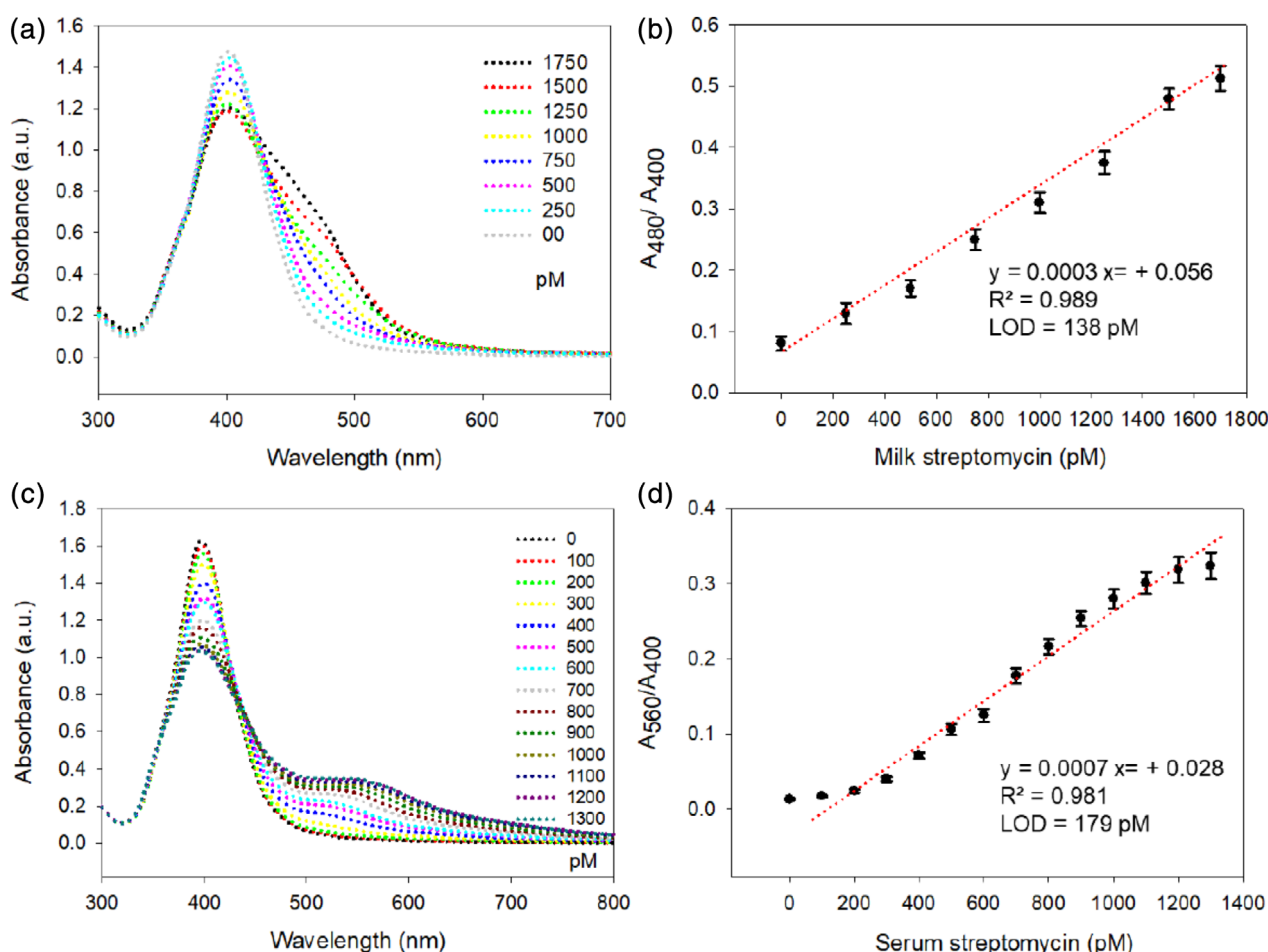 (a)
1.6
1.4
1.2
1.0
0.8
0.6
0.4
0.2
0.0
Absorbance (a.u.)
1750
1500
1250
1000
750
500
250
00
pM
300 400 500 600 700
Wavelength (nm)
(b)
0.6
0.5
0.4
0.3
0.2
0.1
0.0
A480/ A400
y = 0.0003 x= + 0.056
R² = 0.989
LOD = 138 pM
0 200 400 600 800 1000 1200 1400 1600 1800
Milk streptomycin (pM)
(c)
1.8
1.6
1.4
1.2
1.0
0.8
0.6
0.4
0.2
0.0
Absorbance (a.u.)
0
100
200
300
400
500
600
700
800
900
1000
1100
1200
1300
pM
300 400 500 600 700 800
Wavelength (nm)
(d)
0.4
0.3
0.2
0.1
0.0
A560/A400
y = 0.0007 x= + 0.028
R² = 0.981
LOD = 179 pM
0 200 400 600 800 1000 1200 1400
Serum streptomycin (pM)